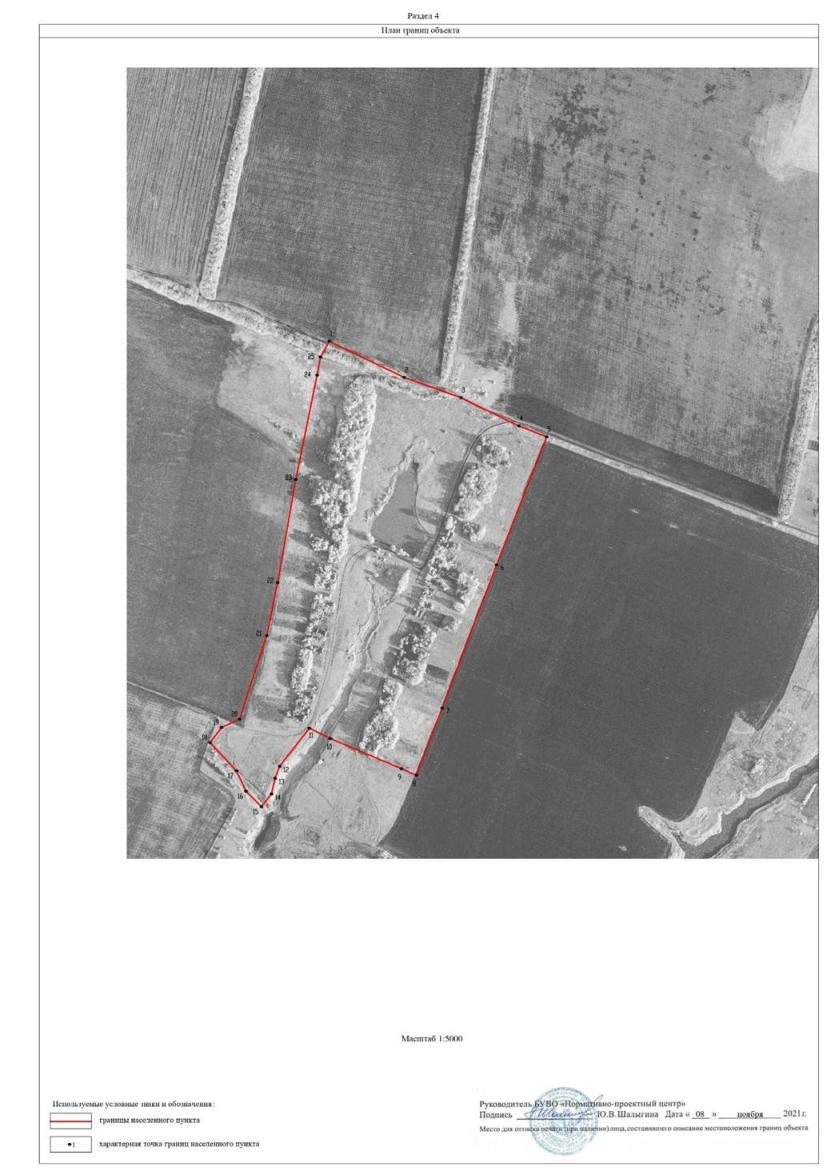 Раздел 4
План границ объекта
1
25
2
24
3
4
5
23
6
22
21
7
20
19
11
18
10
12
17
9
13
8
16
14
15
Масштаб 1:5000
Используемые условные знаки и обозначения:
границы населенного пункта
1
характерная точка границ населенного пункта
Руководитель БУВО «Нормативно-проектный центр»
Подпись Ю.В.Шалыгина Дата « 08 » ноября 2021г.
Место для оттиска печати (при наличии) лица, составившего описание местоположения границ объекта